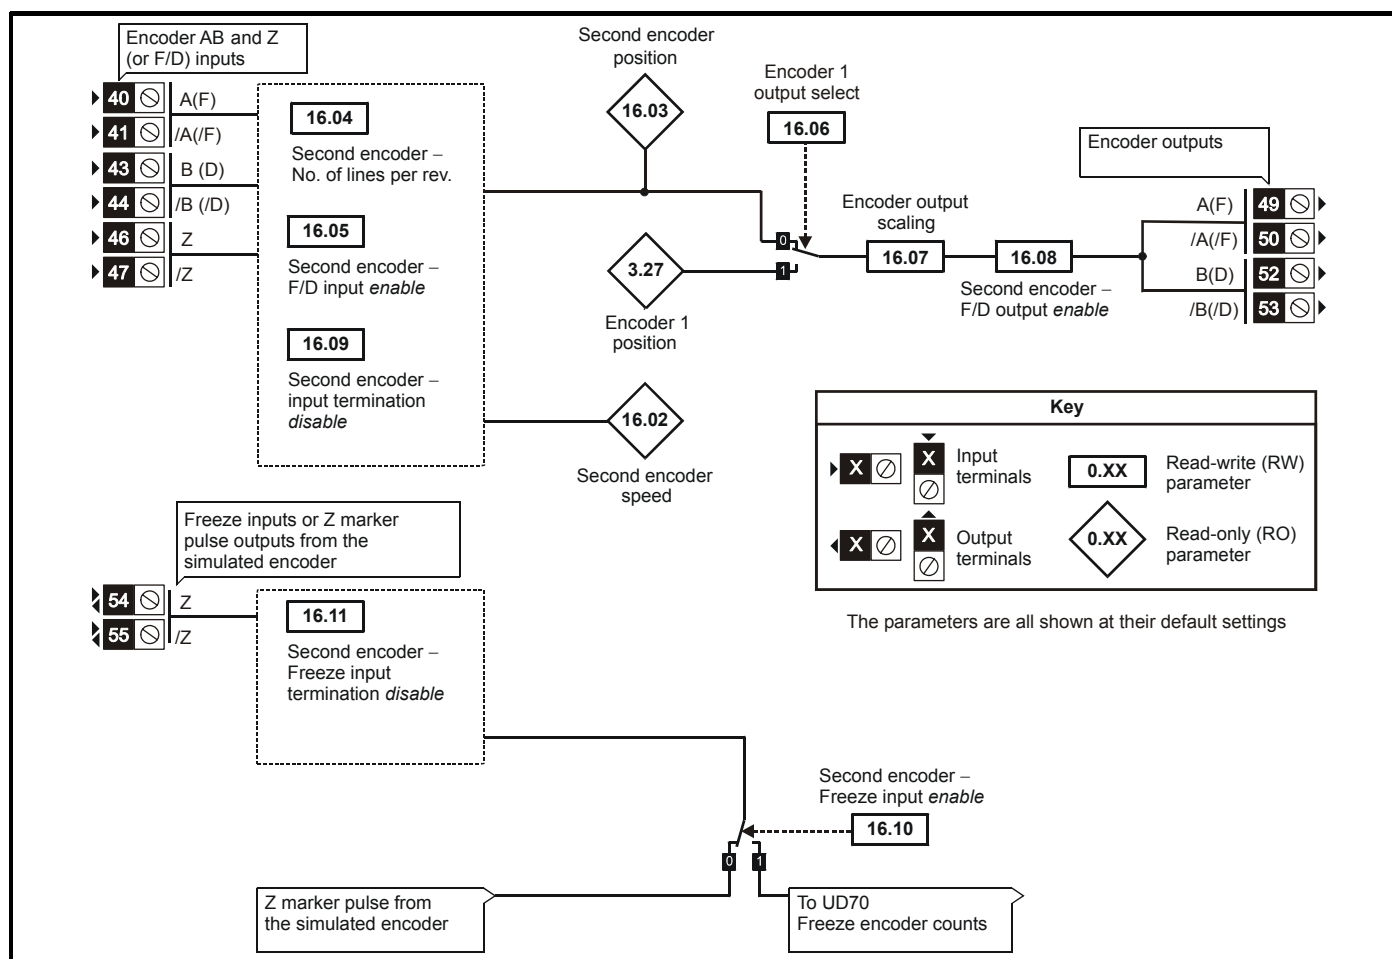 Encoder AB and Z
(or F/D) inputs
40 A(F)
41 /A(/F)
43 B (D)
44 /B (/D)
46 Z
47 /Z
16.04
Second encoder –
No. of lines per rev.
16.05
Second encoder –
F/D input enable
16.09
Second encoder –
input termination
disable
Second encoder
position
16.03
3.27
Encoder 1
position
16.02
Second encoder
speed
Encoder 1
output select
16.06
0
1
Encoder output
scaling
16.07
16.08
Second encoder –
F/D output enable
Encoder outputs
A(F) 49
/A(/F) 50
B(D) 52
/B(/D) 53
Key
X X Input
terminals
0.XX Read-write (RW)
parameter
X X Output
terminals
0.XX Read-only (RO)
parameter
The parameters are all shown at their default settings
Freeze inputs or Z marker
pulse outputs from the
simulated encoder
54 Z
55 /Z
16.11
Second encoder –
Freeze input
termination disable
Second encoder –
Freeze input enable
16.10
0 1
Z marker pulse from
the simulated encoder
To UD70
Freeze encoder counts